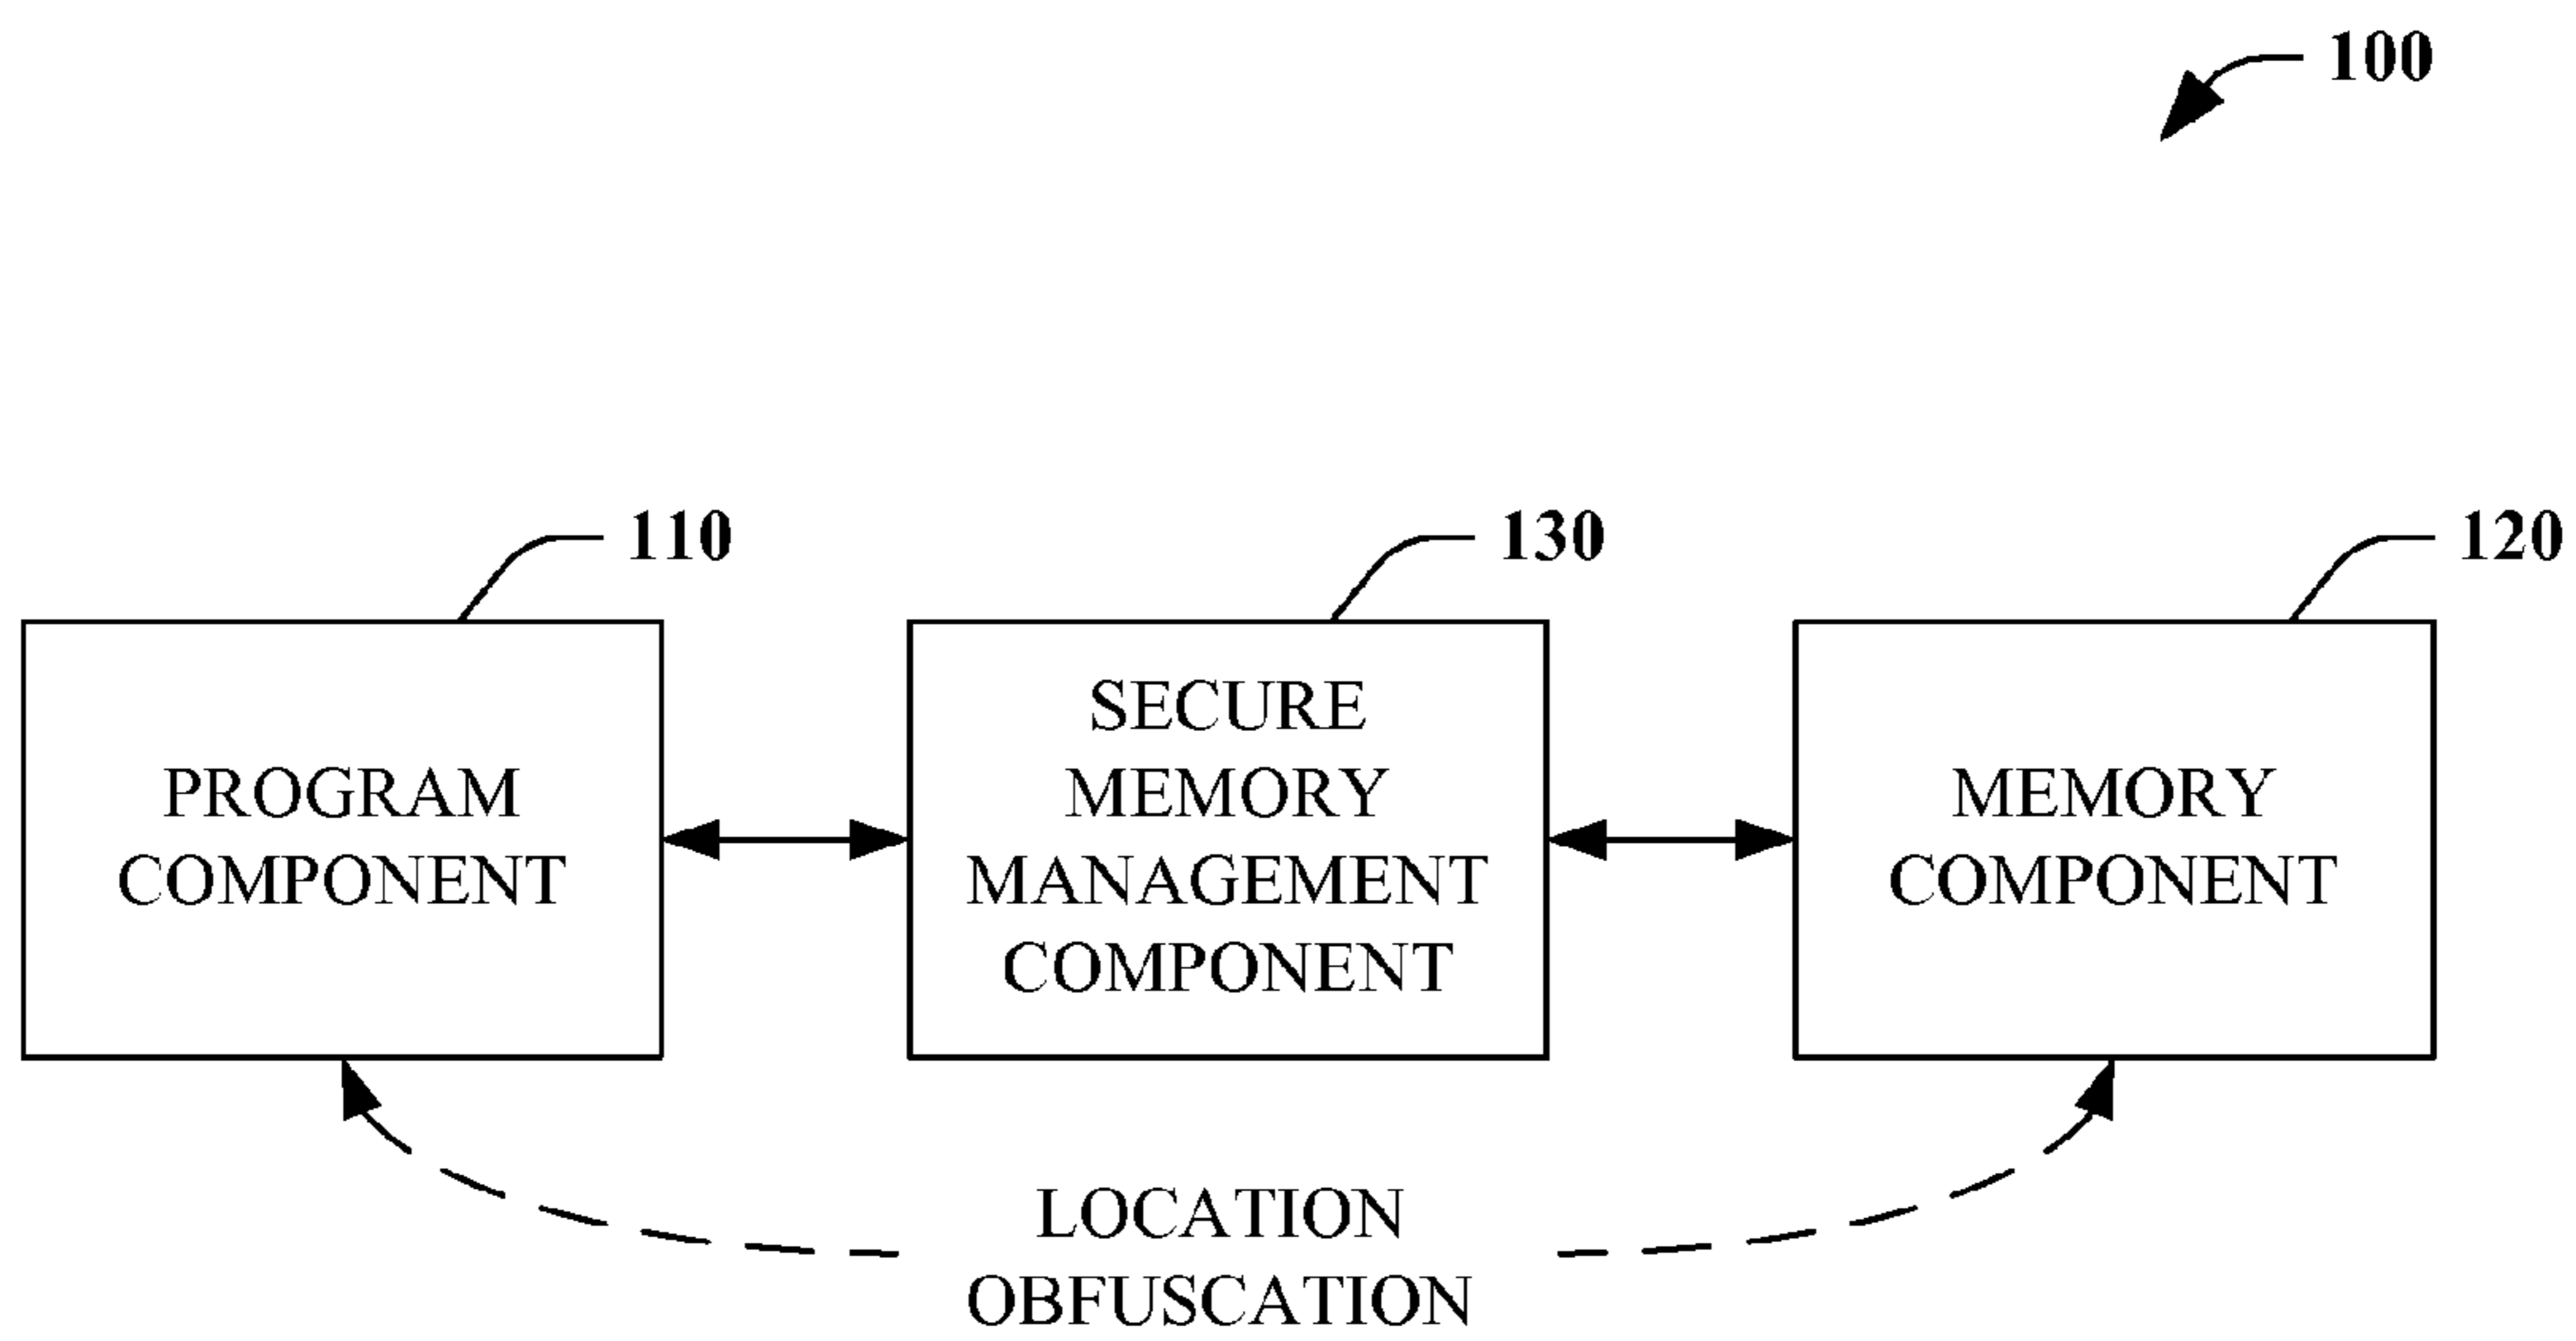 100
110
130
120
PROGRAM
COMPONENT
SECURE
MEMORY
MANAGEMENT
COMPONENT
MEMORY
COMPONENT
LOCATION
OBFUSCATION